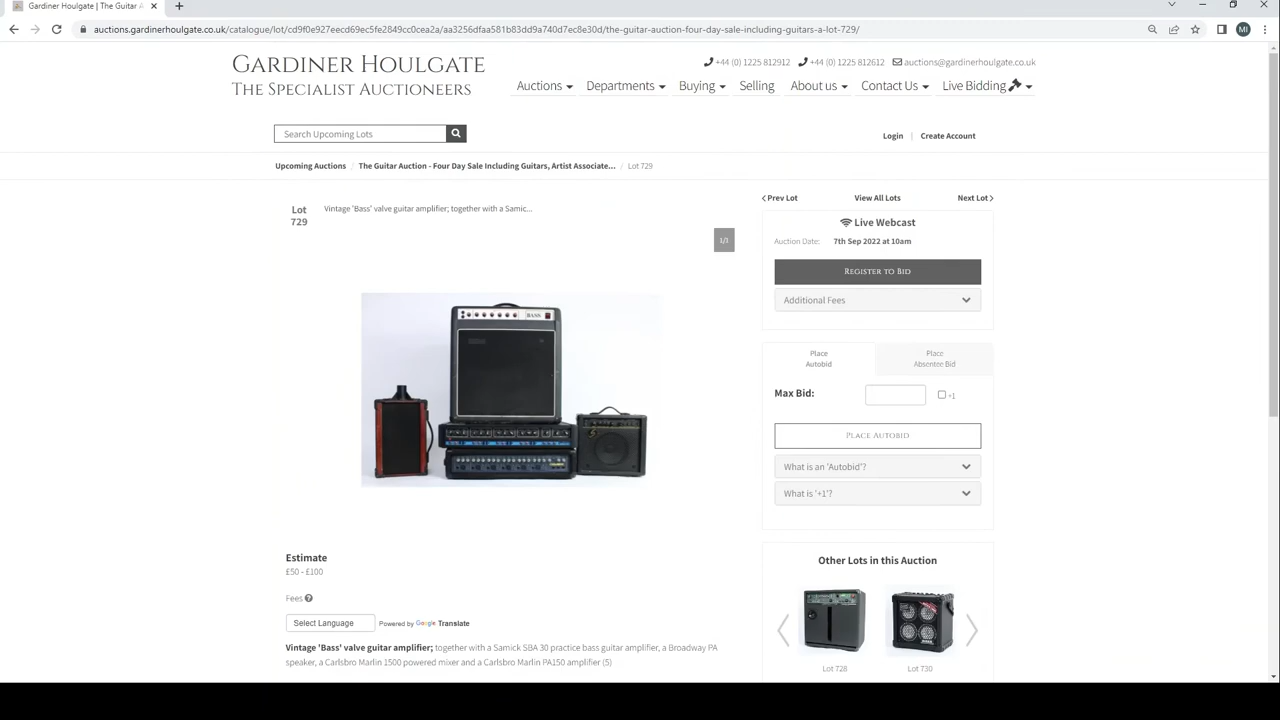 Gardiner Houlgate | The Guitar A
auctions.gardinerhoulgate.co.uk/catalogue/lot/cd9f0e927eecd69ec5fe2849cc0cea2a/aa3256dfaa581b83dd9a740d7ec8e30d/the-guitar-auction-four-day-sale-including-guitars-a-lot-729/
MI
GARDINER HOULGATE
THE SPECIALIST AUCTIONEERS
+44 (0) 1225 812912 +44 (0) 1225 812612 auctions@gardinerhoulgate.co.uk
Auctions Departments Buying Selling About us Contact Us Live Bidding
Search Upcoming Lots
Login | Create Account
Upcoming Auctions / The Guitar Auction - Four Day Sale Including Guitars, Artist Associate... / Lot 729
Lot
729
Vintage 'Bass' valve guitar amplifier; together with a Samic...
1/1
BASS
Estimate
£50 - £100
Fees
Select Language
Powered by Google Translate
Vintage 'Bass' valve guitar amplifier; together with a Samick SBA 30 practice bass guitar amplifier, a Broadway PA
speaker, a Carlsbro Marlin 1500 powered mixer and a Carlsbro Marlin PA150 amplifier (5)
Prev Lot View All Lots Next Lot
Live Webcast
Auction Date: 7th Sep 2022 at 10am
REGISTER TO BID
Additional Fees
Place
Autobid
Place
Absentee Bid
Max Bid: +1
PLACE AUTOBID
What is an 'Autobid'?
What is '+1'?
Other Lots in this Auction
Lot 728 Lot 730